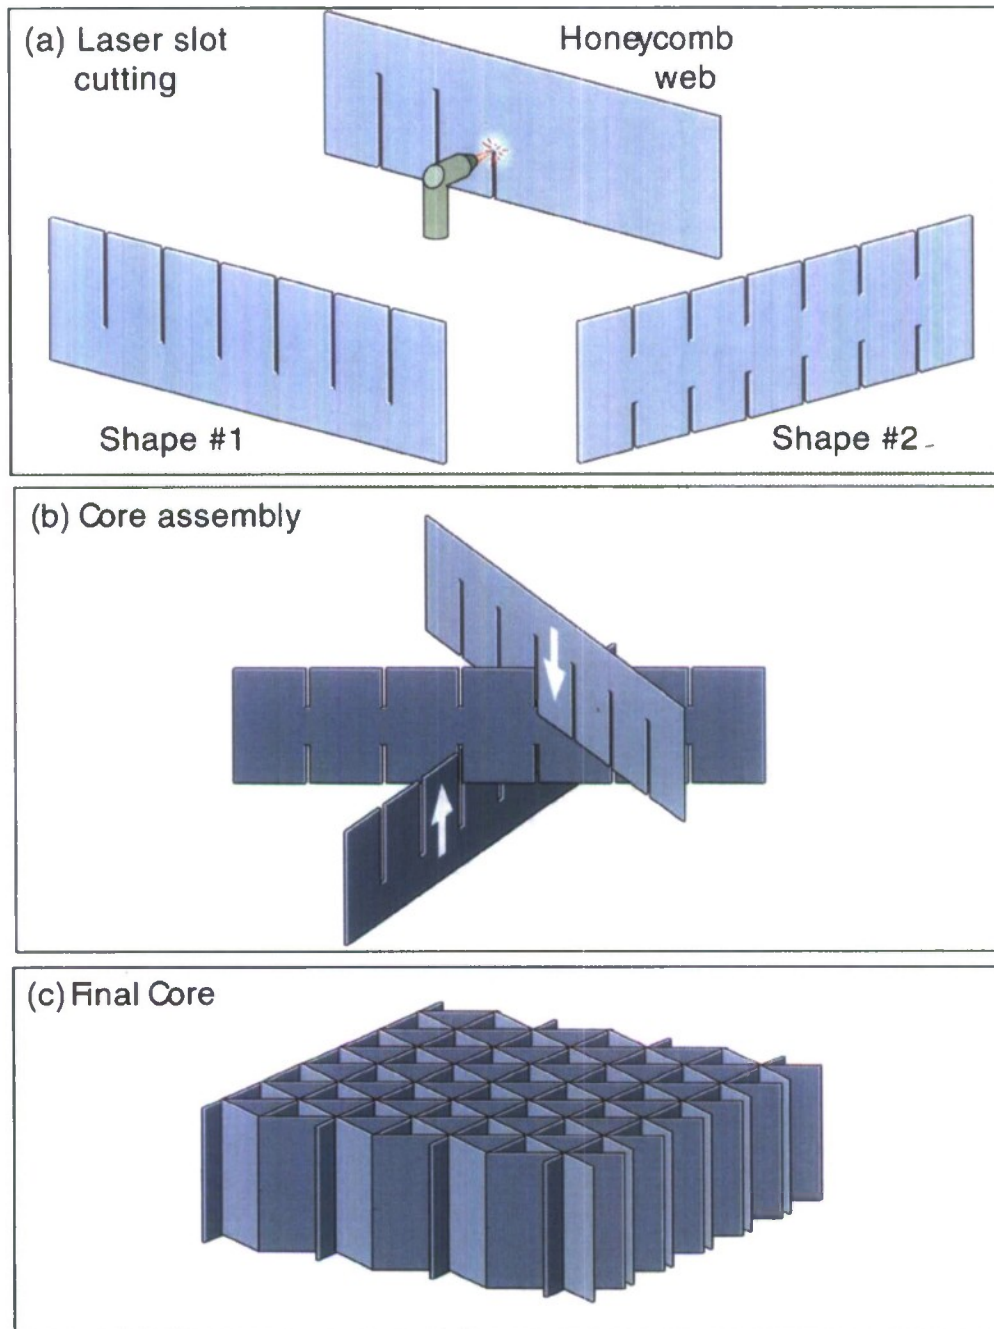 (a) Laser slot
cutting
Honeycomb
web
Shape #1
Shape #2
(b) Core assembly
(c) Final Core